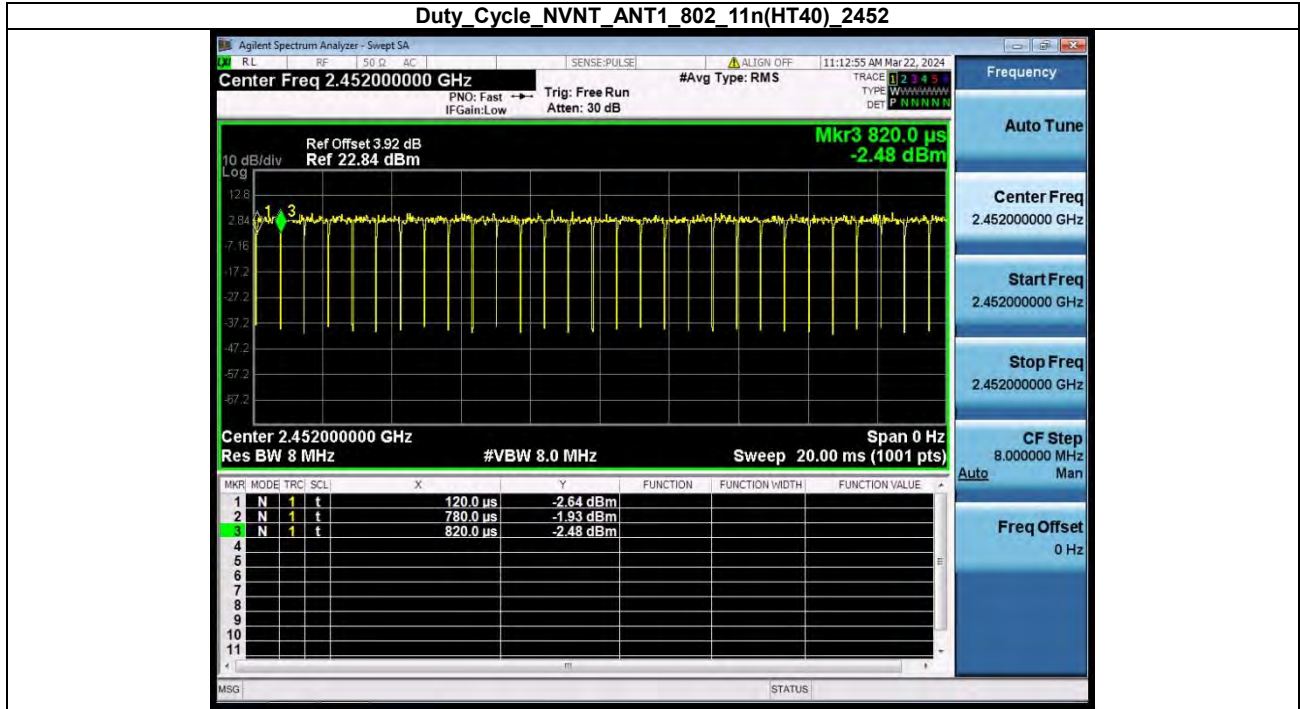 Duty_Cycle_NVNT_ANT1_802_11n(HT40)_2452
Agilent Spectrum Analyzer - Swept SA
RL RF 50 Ω AC SENSE:PULSE ALIGN OFF 11:12:55 AM Mar 22, 2024
Center Freq 2.452000000 GHz #Avg Type: RMS TRACE 1 2 3 4 5 6
PNO: Fast Trig: Free Run TYPE
IFGain:Low Atten: 30 dB DET P N N N N N
Frequency
Mkr3 820.0 µs
Ref Offset 3.92 dB
10 dB/div Ref 22.84 dBm -2.48 dBm
Log
12.8
2.84
-7.16
-17.2
-27.2
-37.2
-47.2
-57.2
-67.2
1 3
Center 2.452000000 GHz Span 0 Hz
Res BW 8 MHz #VBW 8.0 MHz Sweep 20.00 ms (1001 pts)
MKR MODE TRC SCL X Y FUNCTION FUNCTION WIDTH FUNCTION VALUE
1 N 1 t 120.0 µs -2.64 dBm
2 N 1 t 780.0 µs -1.93 dBm
3 N 1 t 820.0 µs -2.48 dBm
4
5
6
7
8
9
10
11
MSG STATUS
Auto Tune
Center Freq
2.452000000 GHz
Start Freq
2.452000000 GHz
Stop Freq
2.452000000 GHz
CF Step
8.000000 MHz
Auto Man
Freq Offset
0 Hz